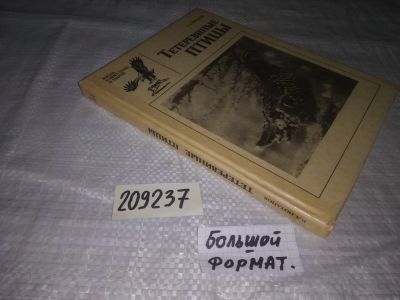 ТЕТЕРЕВИНЫЕ
ПТИЦЫ
ТЕТЕРЕВИНЫЕ ПТИЦЫ
209237
БОЛЬШОЙ
-
ФОРМАТ.